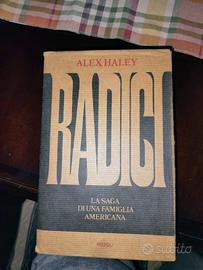 ALEX HALEY
RADICI
LA SAGA
DI UNA FAMIGLIA
AMERICANA
RIZZOLI
subito